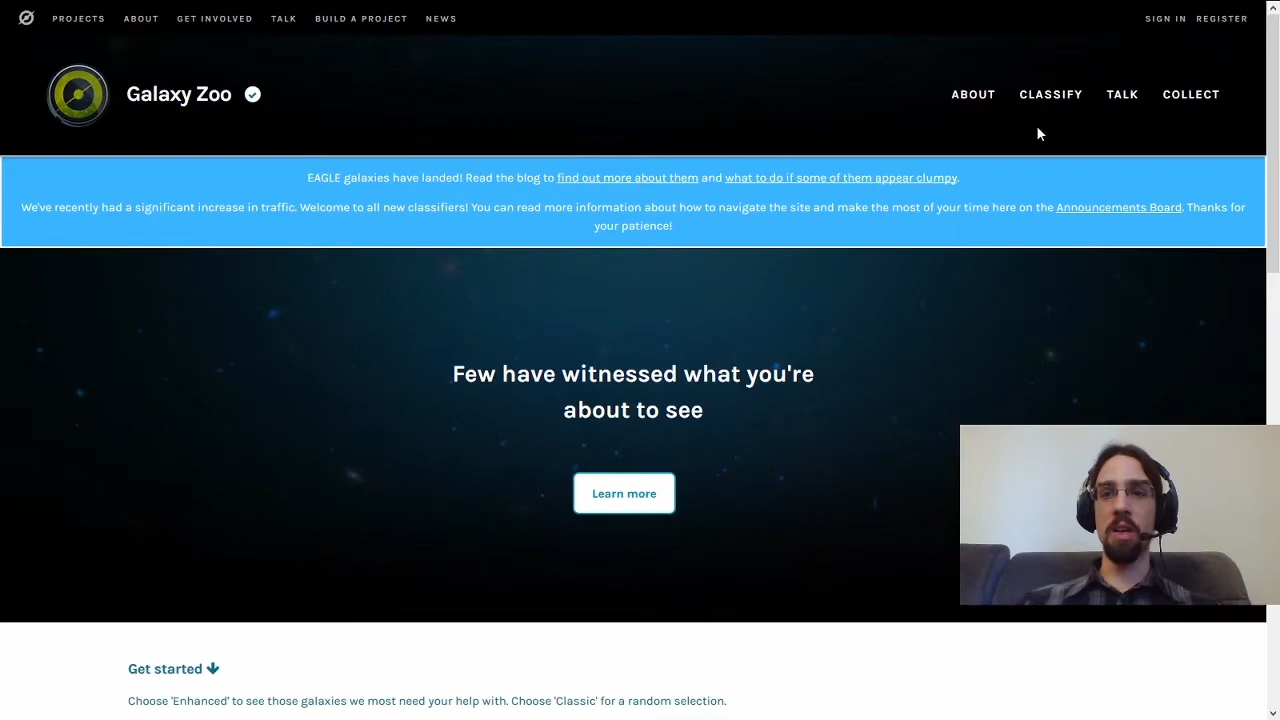 PROJECTS ABOUT GET INVOLVED TALK BUILD A PROJECT NEWS SIGN IN REGISTER
Galaxy Zoo ABOUT CLASSIFY TALK COLLECT
EAGLE galaxies have landed! Read the blog to find out more about them and what to do if some of them appear clumpy.
We've recently had a significant increase in traffic. Welcome to all new classifiers! You can read more information about how to navigate the site and make the most of your time here on the Announcements Board. Thanks for
your patience!
Few have witnessed what you're
about to see
Learn more
Get started
Choose 'Enhanced' to see those galaxies we most need your help with. Choose 'Classic' for a random selection.